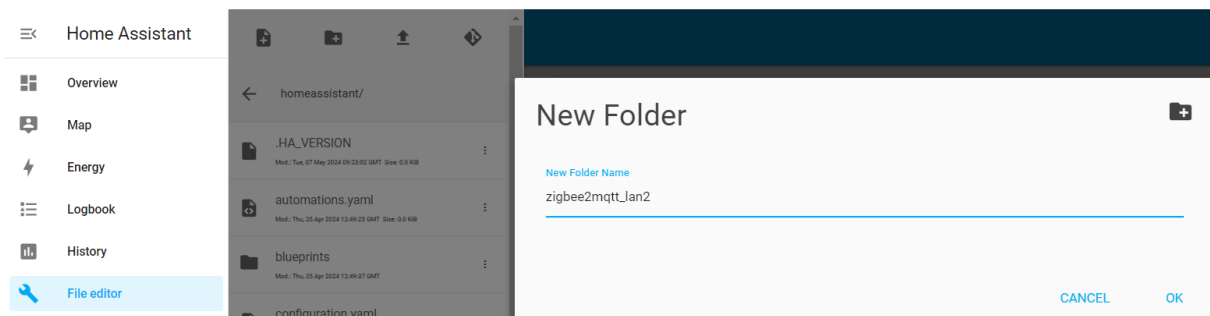 Home Assistant
Overview
Map
Energy
Logbook
History
File editor
homeassistant/
.HA_VERSION
Mod.: Tue, 07 May 2024 09:23:02 GMT Size: 0.0 KiB
automations.yaml
Mod.: Thu, 25 Apr 2024 12:49:25 GMT Size: 0.0 KiB
blueprints
Mod.: Thu, 25 Apr 2024 12:49:37 GMT
configuration.yaml
New Folder
New Folder Name
zigbee2mqtt_lan2
CANCEL OK